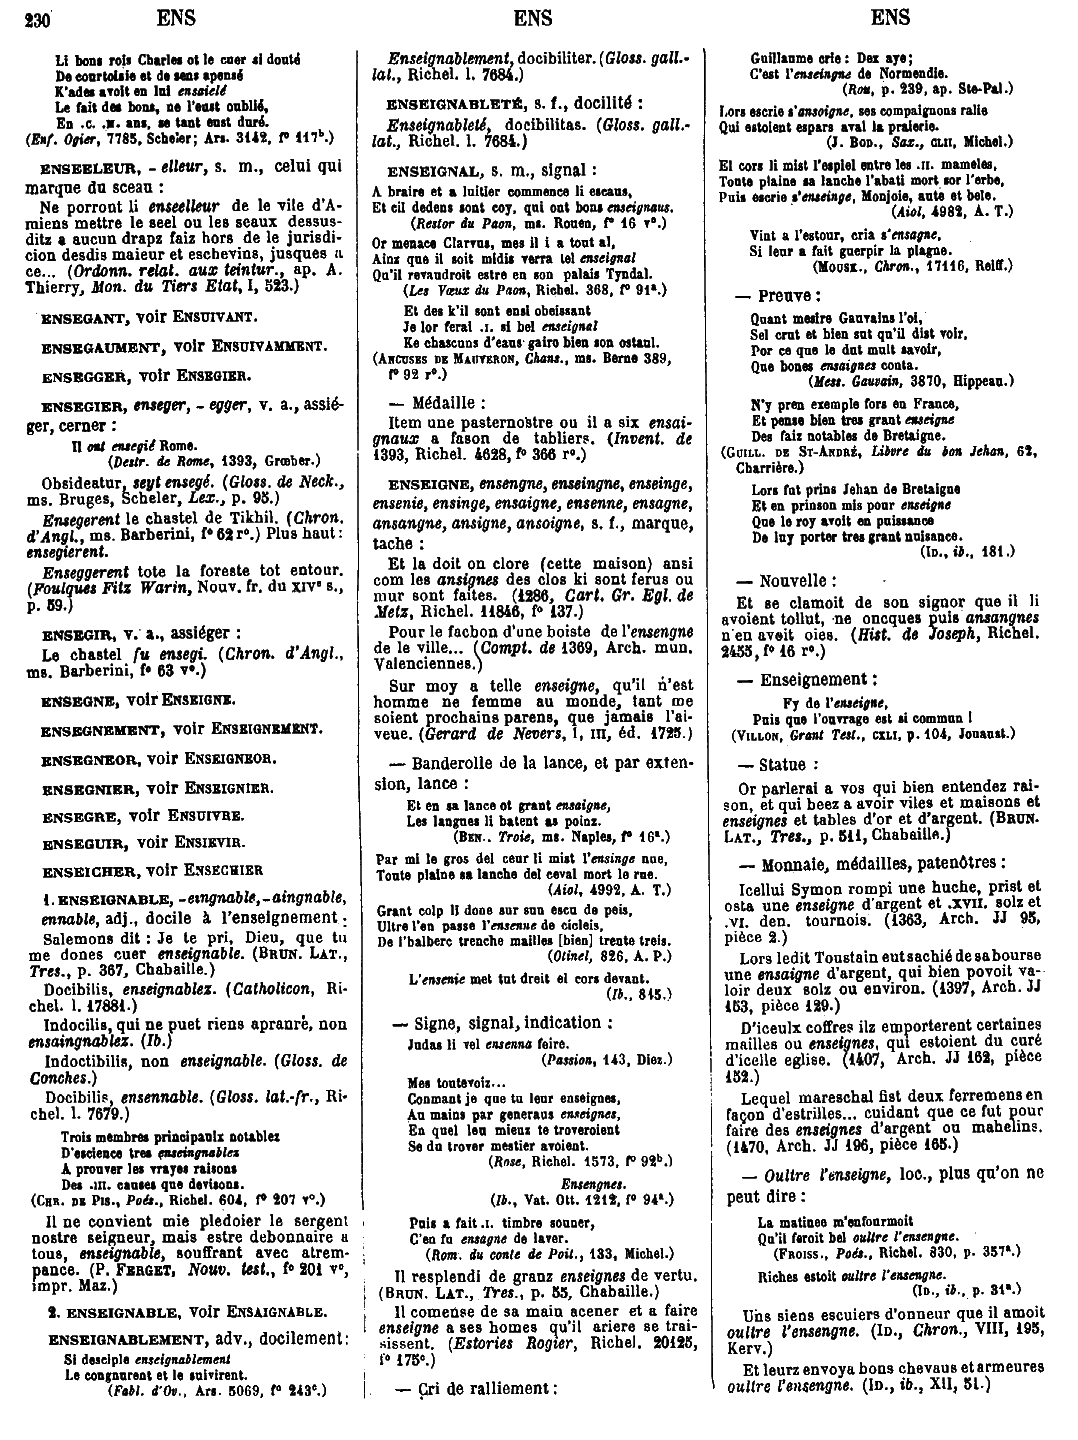 230
ENS
ENS
ENS
Li bons rois Charles ot le cuer si donté
De courtoisie et de sens apensé
K'ades avoit en lui ensaielé
Le fait des bons, ne l'eust oublié,
En .c. .M. ans, se tant eust duré.
(Enf. Ogier, 7785, Scheler; Ars. 3142, f° 117ᵇ.)
ENSEELEUR, - elleur, s. m., celui qui
marque du sceau :
Ne porront li enseelleur de le vile d'A-
miens mettre le seel ou les seaux dessus-
ditz a aucun drapz faiz hors de le jurisdi-
cion desdis maieur et eschevins, jusques a
ce... (Ordonn. relat. aux teintur., ap. A.
Thierry, Mon. du Tiers Etat, I, 523.)
ENSEGANT, voir ENSUIVANT.
ENSEGAUMENT, voir ENSUIVAMMENT.
ENSEGGER, voir ENSEGIER.
ENSEGIER, enseger, - egger, v. a., assié-
ger, cerner :
Il ont ensegié Rome.
(Destr. de Rome, 1393, Grœber.)
Obsideatur, seyt ensegé. (Gloss. de Neck.,
ms. Bruges, Scheler, Lex., p. 95.)
Ensegerent le chastel de Tikhil. (Chron.
d'Angl., ms. Barberini, f° 62 r°.) Plus haut :
ensegierent.
Enseggerent tote la foreste tot entour.
(Foulques Fitz Warin, Nouv. fr. du XIVᵉ s.,
p. 59.)
ENSEGIR, v. a., assiéger :
Le chastel fu ensegi. (Chron. d'Angl.,
ms. Barberini, f° 63 v°.)
ENSEGNE, voir ENSEIGNE.
ENSEGNEMENT, voir ENSEIGNEMENT.
ENSEGNEOR, voir ENSEIGNEOR.
ENSEGNIER, voir ENSEIGNIER.
ENSEGRE, voir ENSUIVRE.
ENSEGUIR, voir ENSIEVIR.
ENSEICHER, voir ENSECHIER
1. ENSEIGNABLE, -eingnable,-aingnable,
ennable, adj., docile à l'enseignement :
Salemons dit : Je te pri, Dieu, que tu
me dones cuer enseignable. (BRUN. LAT.,
Tres., p. 367, Chabaille.)
Docibilis, enseignablez. (Catholicon, Ri-
chel. l. 17881.)
Indocilis, qui ne puet riens apranre, non
ensaingnablez. (Ib.)
Indoctibilis, non enseignable. (Gloss. de
Conches.)
Docibilis, ensennable. (Gloss. lat.-fr., Ri-
chel. l. 7679.)
Trois membres principaulx notablez
D'escience tres enseingnablez
A prouver les vrayes raisons
Des .III. causes que devisons.
(CHR. DE PIS., Poés., Richel. 604, f° 207 v°.)
Il ne convient mie pledoier le sergent
nostre seigneur, mais estre debonnaire a
tous, enseignable, souffrant avec atrem-
pance. (P. FERGET, Nouv. test., f° 201 v°,
impr. Maz.)
2. ENSEIGNABLE, voir ENSAIGNABLE.
ENSEIGNABLEMENT, adv., docilement :
Si desciple enseignablement
Le congnurent et le suivirent.
(Fabl. d'Ov., Ars. 5069, f° 243ᶜ.)
Enseignablement, docibiliter. (Gloss. gall.-
lat., Richel. l. 7684.)
ENSEIGNABLETÉ, s. f., docilité :
Enseignableté, docibilitas. (Gloss. gall.-
lat., Richel. l. 7684.)
ENSEIGNAL, s. m., signal :
A braire et a luitier commence li escaus,
Et cil dedens sont coy, qui ont bons enseignaus.
(Restor du Paon, ms. Rouen, f° 16 v°.)
Or menace Clarvus, mes il i a tout al,
Ainz que il soit midis verra tel enseignal
Qu'il revaudroit estre en son palais Tyndal.
(Les Vœux du Paon, Richel. 368, f° 91ᵃ.)
Et des k'il sont ensi obeissant
Je lor ferai .I. si bel enseignal
Ke chascuns d'eaus gairo bien son ostaul.
(ANCUSES DE MAUVERON, Chans., ms. Berne 389,
f° 92 r°.)
— Médaille :
Item une pasternostre ou il a six ensai-
gnaux a fason de tabliers. (Invent. de
1393, Richel. 4628, f° 366 r°.)
ENSEIGNE, ensengne, enseingne, enseinge,
ensenie, ensinge, ensaigne, ensenne, ensagne,
ansangne, ansigne, ansoigne, s. f., marque,
tache :
Et la doit on clore (cette maison) ansi
com les ansignes des clos ki sont ferus ou
mur sont faites. (1286, Cart. Gr. Egl. de
Metz, Richel. 11846, f° 137.)
Pour le facbon d'une boiste de l'ensengne
de le ville... (Compt. de 1369, Arch. mun.
Valenciennes.)
Sur moy a telle enseigne, qu'il n'est
homme ne femme au monde, tant me
soient prochains parens, que jamais l'ai-
veue. (Gerard de Nevers, I, III, éd. 1725.)
— Banderolle de la lance, et par exten-
sion, lance :
Et en sa lance ot grant ensaigne,
Les langues li batent as poinz.
(BEN., Troie, ms. Naples, f° 16ᵃ.)
Par mi le gros del ceur li mist l'ensinge nue,
Toute plaine sa lanche del ceval mort le rue.
(Aiol, 4992, A. T.)
Grant colp li done sur sun escu de peis,
Ultre l'en passe l'ensenne de cicleis,
De l'halberc trenche mailles [bien] trente treis.
(Otinel, 826, A. P.)
L'ensenie met tut dreit el cors devant.
(Ib., 845.)
— Signe, signal, indication :
Judas li vel ensenna feire.
(Passion, 143, Diez.)
Mes toutevoiz...
Conmant je que tu leur enseignes,
Au mains par generaus enseignes,
En quel leu mieuz te troveroient
Se du trover mestier avoient.
(Rose, Richel. 1573, f° 92ᵇ.)
Ensengnes.
(Ib., Vat. Ott. 1212, f° 94ᵃ.)
Puis a fait .I. timbre souner,
C'en fu ensagne de laver.
(Rom. du conte de Poit., 133, Michel.)
Il resplendi de granz enseignes de vertu.
(BRUN. LAT., Tres., p. 55, Chabaille.)
Il comense de sa main acener et a faire
enseigne a ses homes qu'il ariere se trai-
sissent. (Estories Rogier, Richel. 20125,
f° 175ᶜ.)
— Cri de ralliement :
Guillaume crie : Dex aye;
C'est l'enseingne de Normendie.
(Rou, p. 239, ap. Ste-Pal.)
Lors escrie s'ansoigne, ses compaignons ralie
Qui estoient espars aval la praierie.
(J. BOD., Sax., CLII, Michel.)
El cors li mist l'espiel entre les .II. mameles,
Toute plaine sa lanche l'abati mort sor l'erbe,
Puis escrie s'enseinge, Monjoie, aute et bele.
(Aiol, 4982, A. T.)
Vint a l'estour, cria s'ensagne,
Si leur a fait guerpir la plagne.
(MOUSK., Chron., 17116, Reiff.)
— Preuve :
Quant mesire Gauvains l'oi,
Sel crut et bien sut qu'il dist voir,
Por ce que le dut mult savoir,
Que bones ensaignes conta.
(Mess. Gauvain, 3870, Hippeau.)
N'y pren exemple fors en France,
Et pense bien tres grant enseigne
Des faiz notables de Bretaigne.
(GUILL. DE ST-ANDRÉ, Libvre du bon Jehan, 62,
Charrière.)
Lors fut prins Jehan de Bretaigne
Et en prinson mis pour enseigne
Que le roy avoit en puissance
De luy porter tres grant nuisance.
(ID., ib., 181.)
— Nouvelle :
Et se clamoit de son signor que il li
avoient tollut, ne oncques puis ansangnes
n'en aveit oies. (Hist. de Joseph, Richel.
2455, f° 16 r°.)
— Enseignement :
Fy de l'enseigne,
Puis que l'ouvrage est si commun !
(VILLON, Grant Test., CXLI, p. 104, Jouaust.)
— Statue :
Or parlerai a vos qui bien entendez rai-
son, et qui beez a avoir viles et maisons et
enseignes et tables d'or et d'argent. (BRUN.
LAT., Tres., p. 511, Chabaille.)
— Monnaie, médailles, patenôtres :
Icellui Symon rompi une huche, prist et
osta une enseigne d'argent et .XVII. solz et
.VI. den. tournois. (1363, Arch. JJ 95,
pièce 2.)
Lors ledit Toustain eut sachié de sa bourse
une ensaigne d'argent, qui bien povoit va-
loir deux solz ou environ. (1397, Arch. JJ
153, pièce 129.)
D'iceulx coffres ilz emporterent certaines
mailles ou enseignes, qui estoient du curé
d'icelle eglise. (1407, Arch. JJ 162, pièce
152.)
Lequel mareschal fist deux ferremens en
façon d'estrilles... cuidant que ce fut pour
faire des enseignes d'argent ou mahelins.
(1470, Arch. JJ 196, pièce 165.)
— Oultre l'enseigne, loc., plus qu'on ne
peut dire :
La matinee m'enfourmoit
Qu'il feroit bel oultre l'ensengne.
(FROISS., Poés., Richel. 830, p. 357ᵃ.)
Riches estoit oultre l'ensengne.
(ID., ib., p. 31ᵃ.)
Uns siens escuiers d'onneur que il amoit
oultre l'ensengne. (ID., Chron., VIII, 195,
Kerv.)
Et leurz envoya bons chevaus et armeures
oultre l'ensengne. (ID., ib., XII, 51.)